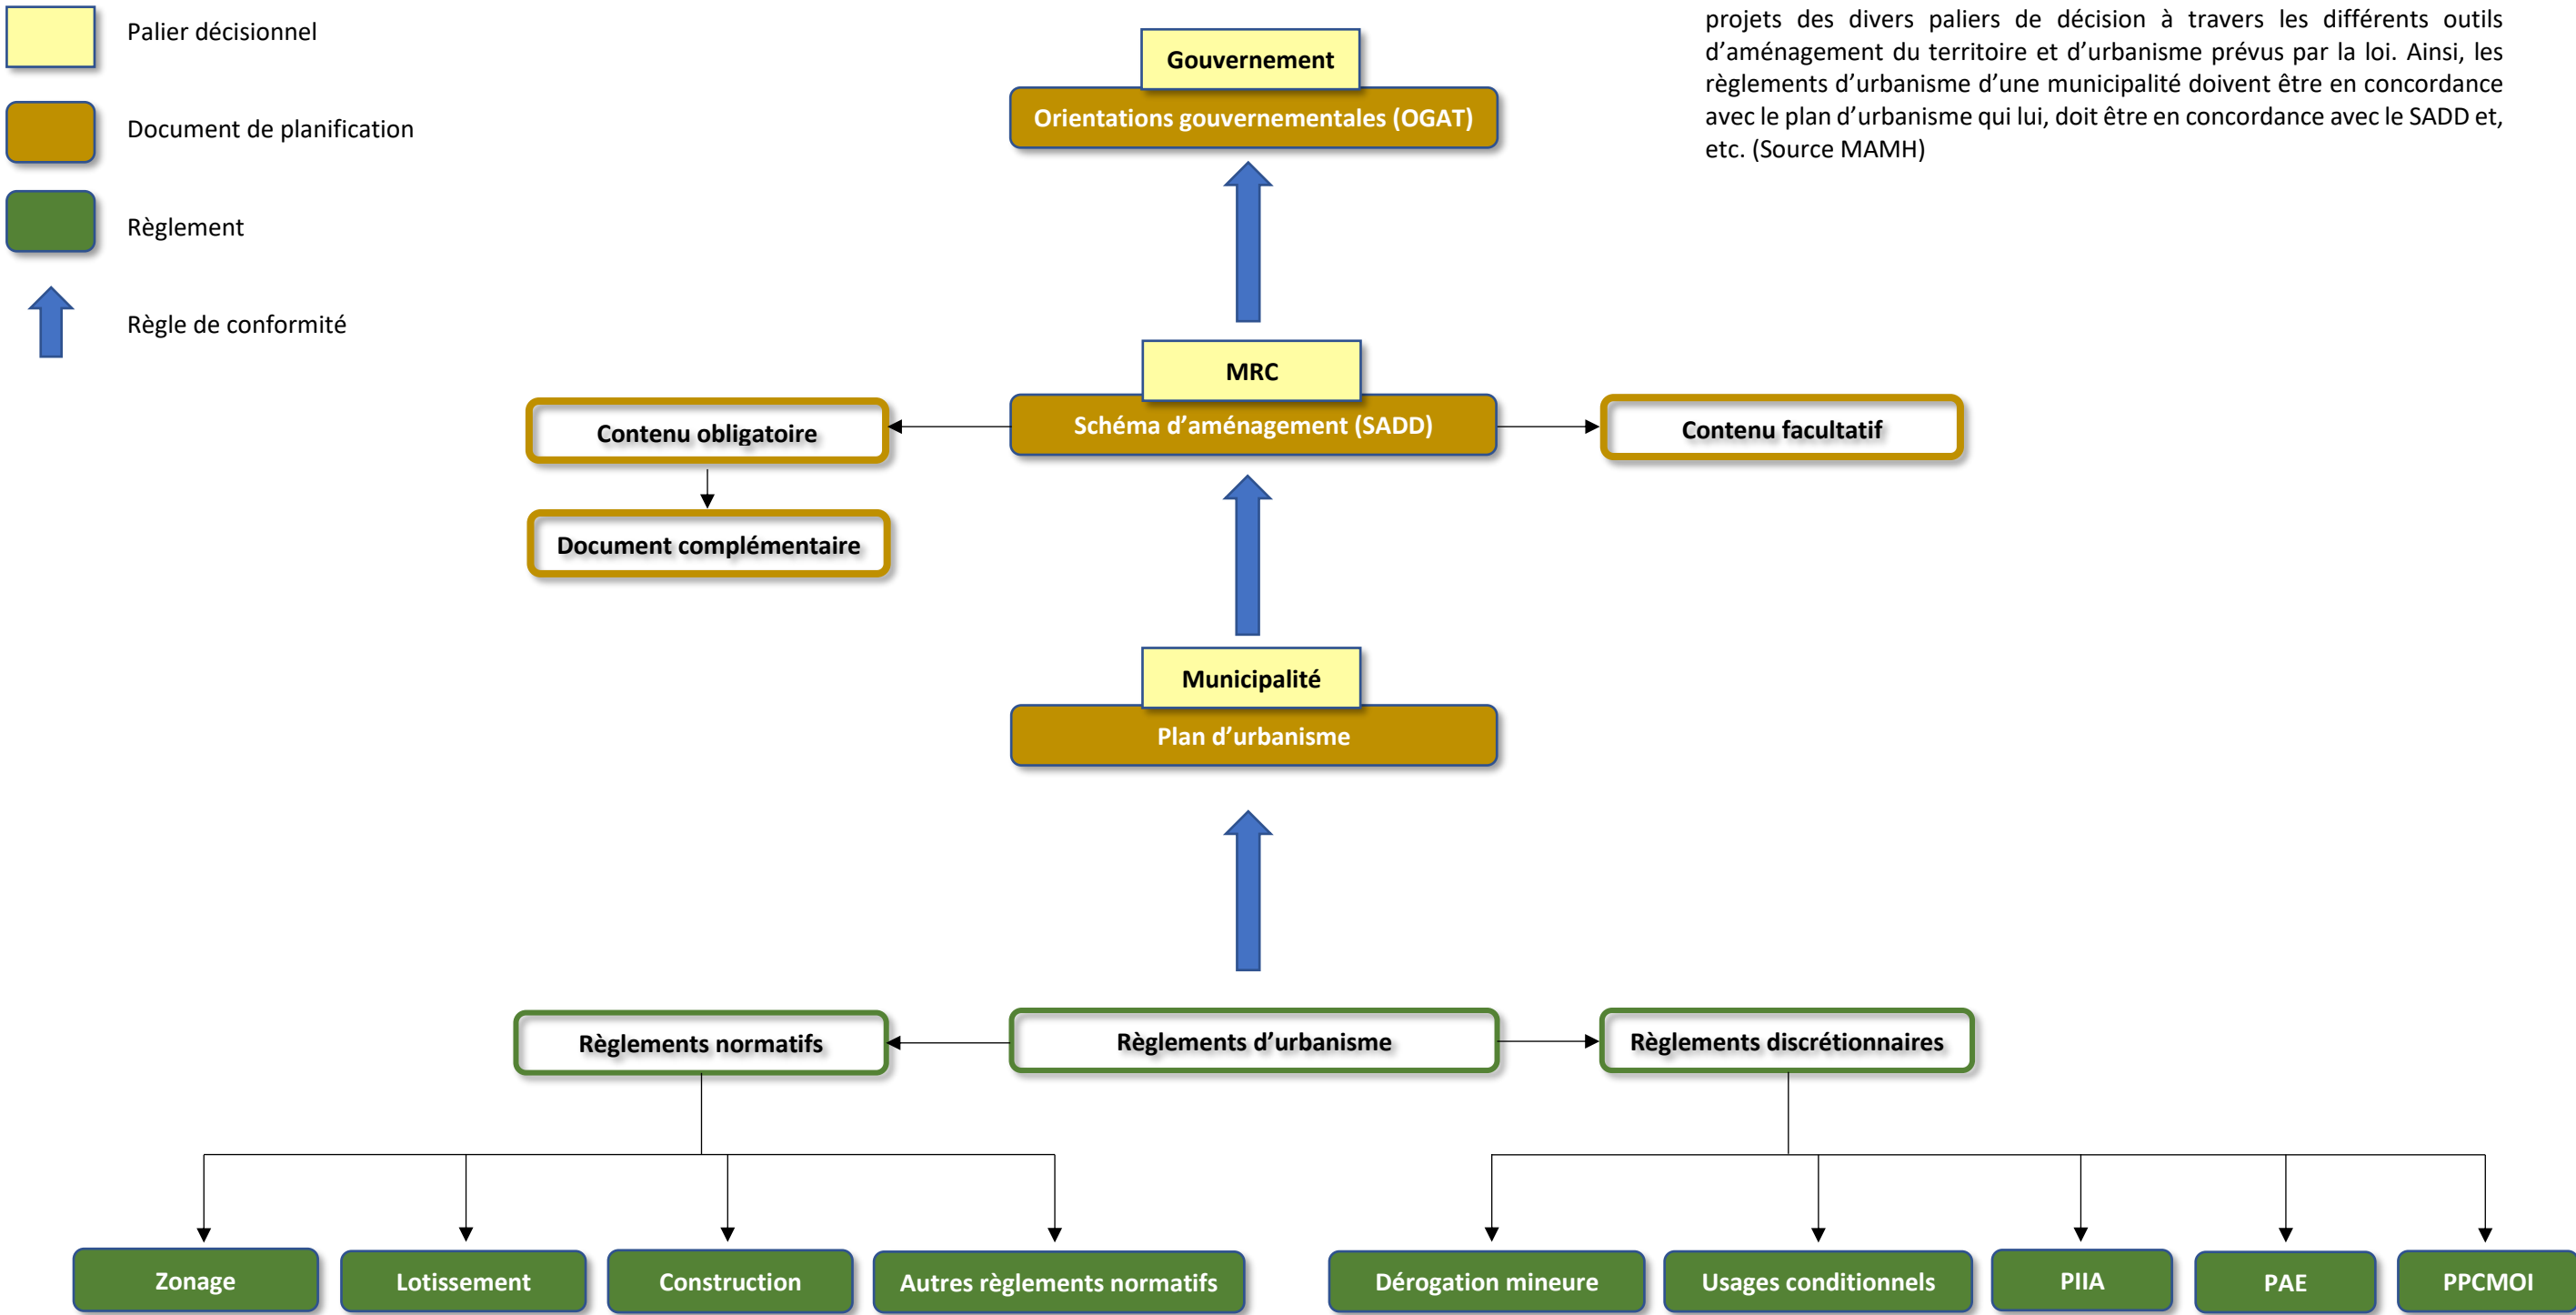 Palier décisionnel
Document de planification
Règlement
Règle de conformité
projets des divers paliers de décision à travers les différents outils
d’aménagement du territoire et d’urbanisme prévus par la loi. Ainsi, les
règlements d’urbanisme d’une municipalité doivent être en concordance
avec le plan d’urbanisme qui lui, doit être en concordance avec le SADD et,
etc. (Source MAMH)
Gouvernement
Orientations gouvernementales (OGAT)
MRC
Contenu obligatoire
Schéma d’aménagement (SADD)
Contenu facultatif
Document complémentaire
Municipalité
Plan d’urbanisme
Règlements normatifs
Règlements d’urbanisme
Règlements discrétionnaires
Zonage
Lotissement
Construction
Autres règlements normatifs
Dérogation mineure
Usages conditionnels
PIIA
PAE
PPCMOI